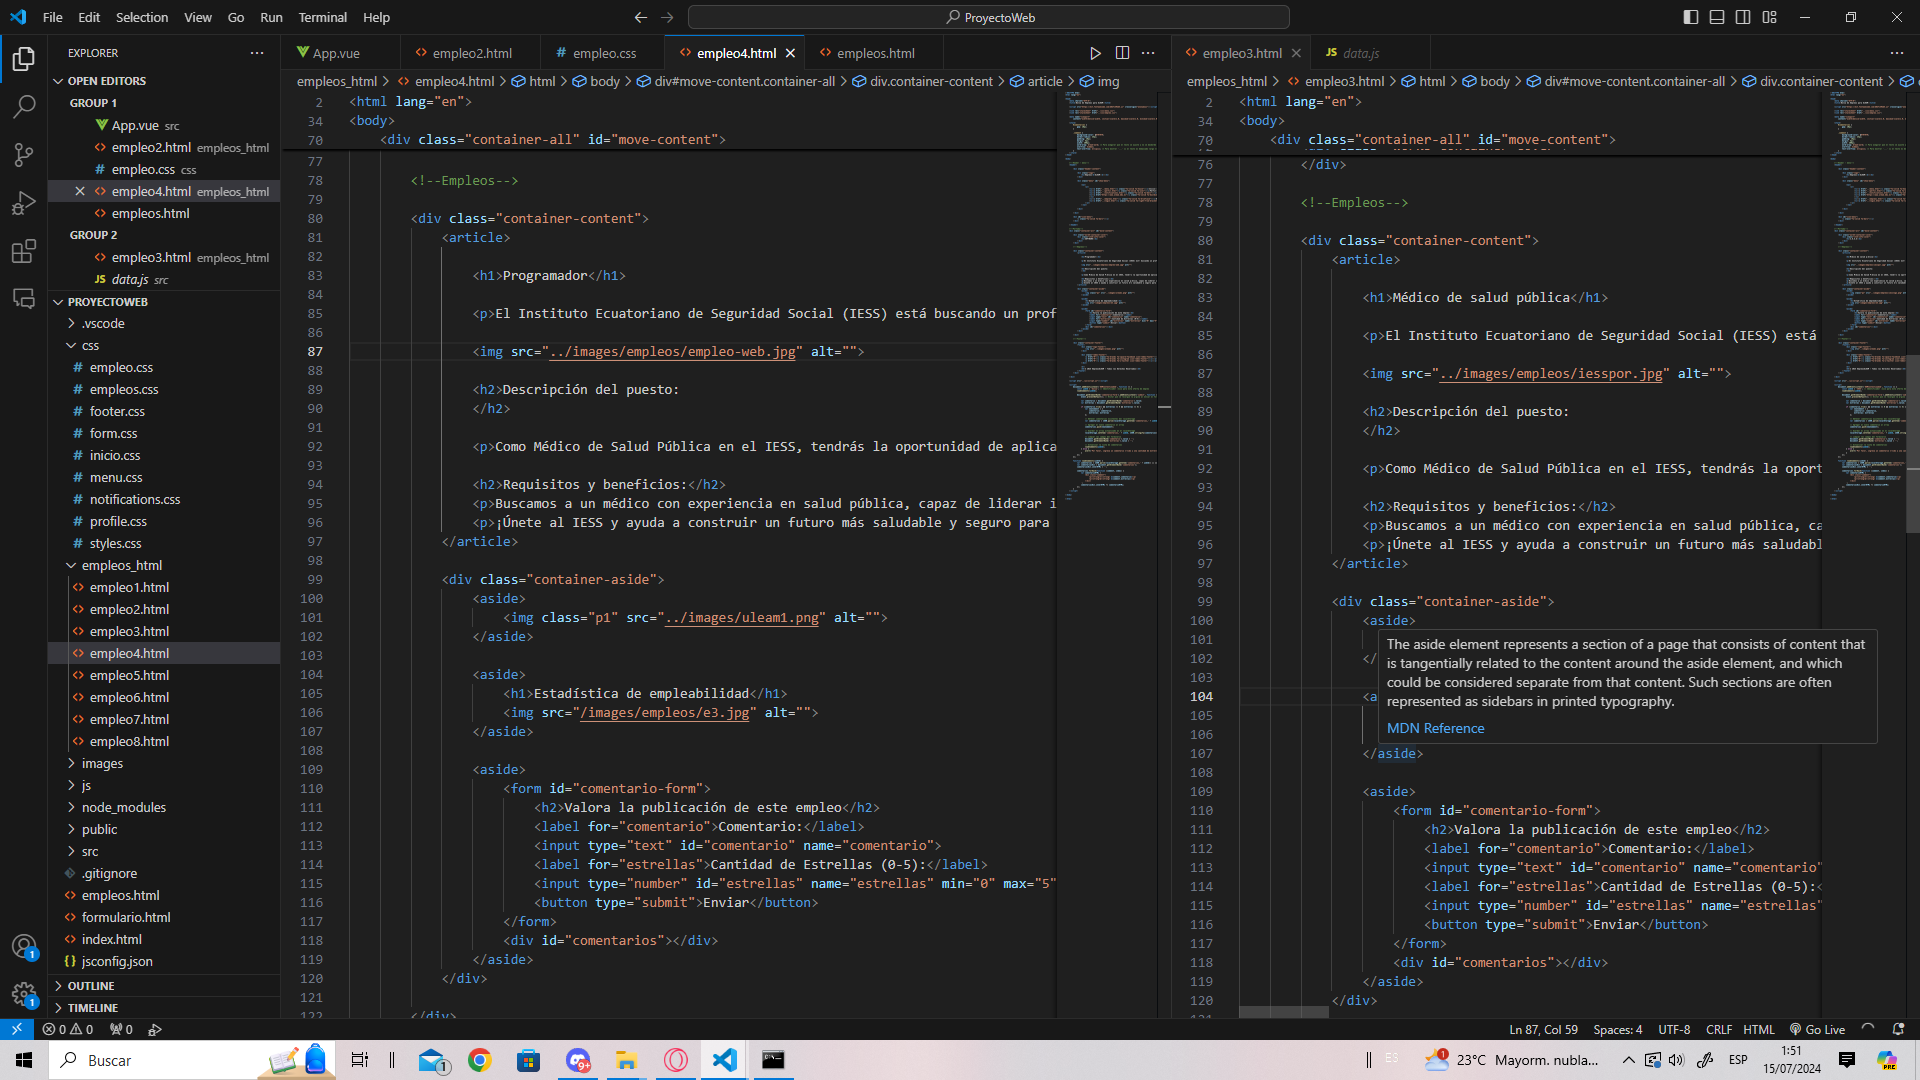 File Edit Selection View Go Run Terminal Help
ProyectoWeb
EXPLORER
OPEN EDITORS
GROUP 1
App.vue src
empleo2.html empleos_html
empleo.css css
empleo4.html empleos_html
empleos.html
GROUP 2
empleo3.html empleos_html
JS data.js src
PROYECTOWEB
.vscode
css
# empleo.css
# empleos.css
# footer.css
# form.css
# inicio.css
# menu.css
# notifications.css
# profile.css
# styles.css
empleos_html
empleo1.html
empleo2.html
empleo3.html
empleo4.html
empleo5.html
empleo6.html
empleo7.html
empleo8.html
images
js
node_modules
public
src
.gitignore
empleos.html
formulario.html
index.html
{} jsconfig.json
OUTLINE
TIMELINE
App.vue
empleo2.html
# empleo.css
empleo4.html
empleos.html
empleos_html > empleo4.html > html > body > div#move-content.container-all > div.container-content > article > img
2 <html lang="en">
34 <body>
70 <div class="container-all" id="move-content">
77
78 <!--Empleos-->
79
80 <div class="container-content">
81 <article>
82
83 <h1>Programador</h1>
84
85 <p>El Instituto Ecuatoriano de Seguridad Social (IESS) está buscando un prof
86
87 <img src="../images/empleos/empleo-web.jpg" alt="">
88
89 <h2>Descripción del puesto:
90 </h2>
91
92 <p>Como Médico de Salud Pública en el IESS, tendrás la oportunidad de aplica
93
94 <h2>Requisitos y beneficios:</h2>
95 <p>Buscamos a un médico con experiencia en salud pública, capaz de liderar i
96 <p>¡Únete al IESS y ayuda a construir un futuro más saludable y seguro para
97 </article>
98
99 <div class="container-aside">
100 <aside>
101 <img class="p1" src="../images/uleam1.png" alt="">
102 </aside>
103
104 <aside>
105 <h1>Estadística de empleabilidad</h1>
106 <img src="/images/empleos/e3.jpg" alt="">
107 </aside>
108
109 <aside>
110 <form id="comentario-form">
111 <h2>Valora la publicación de este empleo</h2>
112 <label for="comentario">Comentario:</label>
113 <input type="text" id="comentario" name="comentario">
114 <label for="estrellas">Cantidad de Estrellas (0-5):</label>
115 <input type="number" id="estrellas" name="estrellas" min="0" max="5"
116 <button type="submit">Enviar</button>
117 </form>
118 <div id="comentarios"></div>
119 </aside>
120 </div>
121
122 </div>
empleo3.html
JS data.js
empleos_html > empleo3.html > html > body > div#move-content.container-all > div.container-content >
2 <html lang="en">
34 <body>
70 <div class="container-all" id="move-content">
76 </div>
77
78 <!--Empleos-->
79
80 <div class="container-content">
81 <article>
82
83 <h1>Médico de salud pública</h1>
84
85 <p>El Instituto Ecuatoriano de Seguridad Social (IESS) está
86
87 <img src="../images/empleos/iesspor.jpg" alt="">
88
89 <h2>Descripción del puesto:
90 </h2>
91
92 <p>Como Médico de Salud Pública en el IESS, tendrás la oport
93
94 <h2>Requisitos y beneficios:</h2>
95 <p>Buscamos a un médico con experiencia en salud pública, ca
96 <p>¡Únete al IESS y ayuda a construir un futuro más saludabl
97 </article>
98
99 <div class="container-aside">
100 <aside>
101
102 </
103
104 <a
105
106
107 </aside>
The aside element represents a section of a page that consists of content that
is tangentially related to the content around the aside element, and which
could be considered separate from that content. Such sections are often
represented as sidebars in printed typography.
MDN Reference
108
109 <aside>
110 <form id="comentario-form">
111 <h2>Valora la publicación de este empleo</h2>
112 <label for="comentario">Comentario:</label>
113 <input type="text" id="comentario" name="comentario"
114 <label for="estrellas">Cantidad de Estrellas (0-5):<
115 <input type="number" id="estrellas" name="estrellas"
116 <button type="submit">Enviar</button>
117 </form>
118 <div id="comentarios"></div>
119 </aside>
120 </div>
0 0 0 Ln 87, Col 59 Spaces: 4 UTF-8 CRLF HTML Go Live
Buscar
23°C Mayorm. nubla... ESP
1:51
15/07/2024